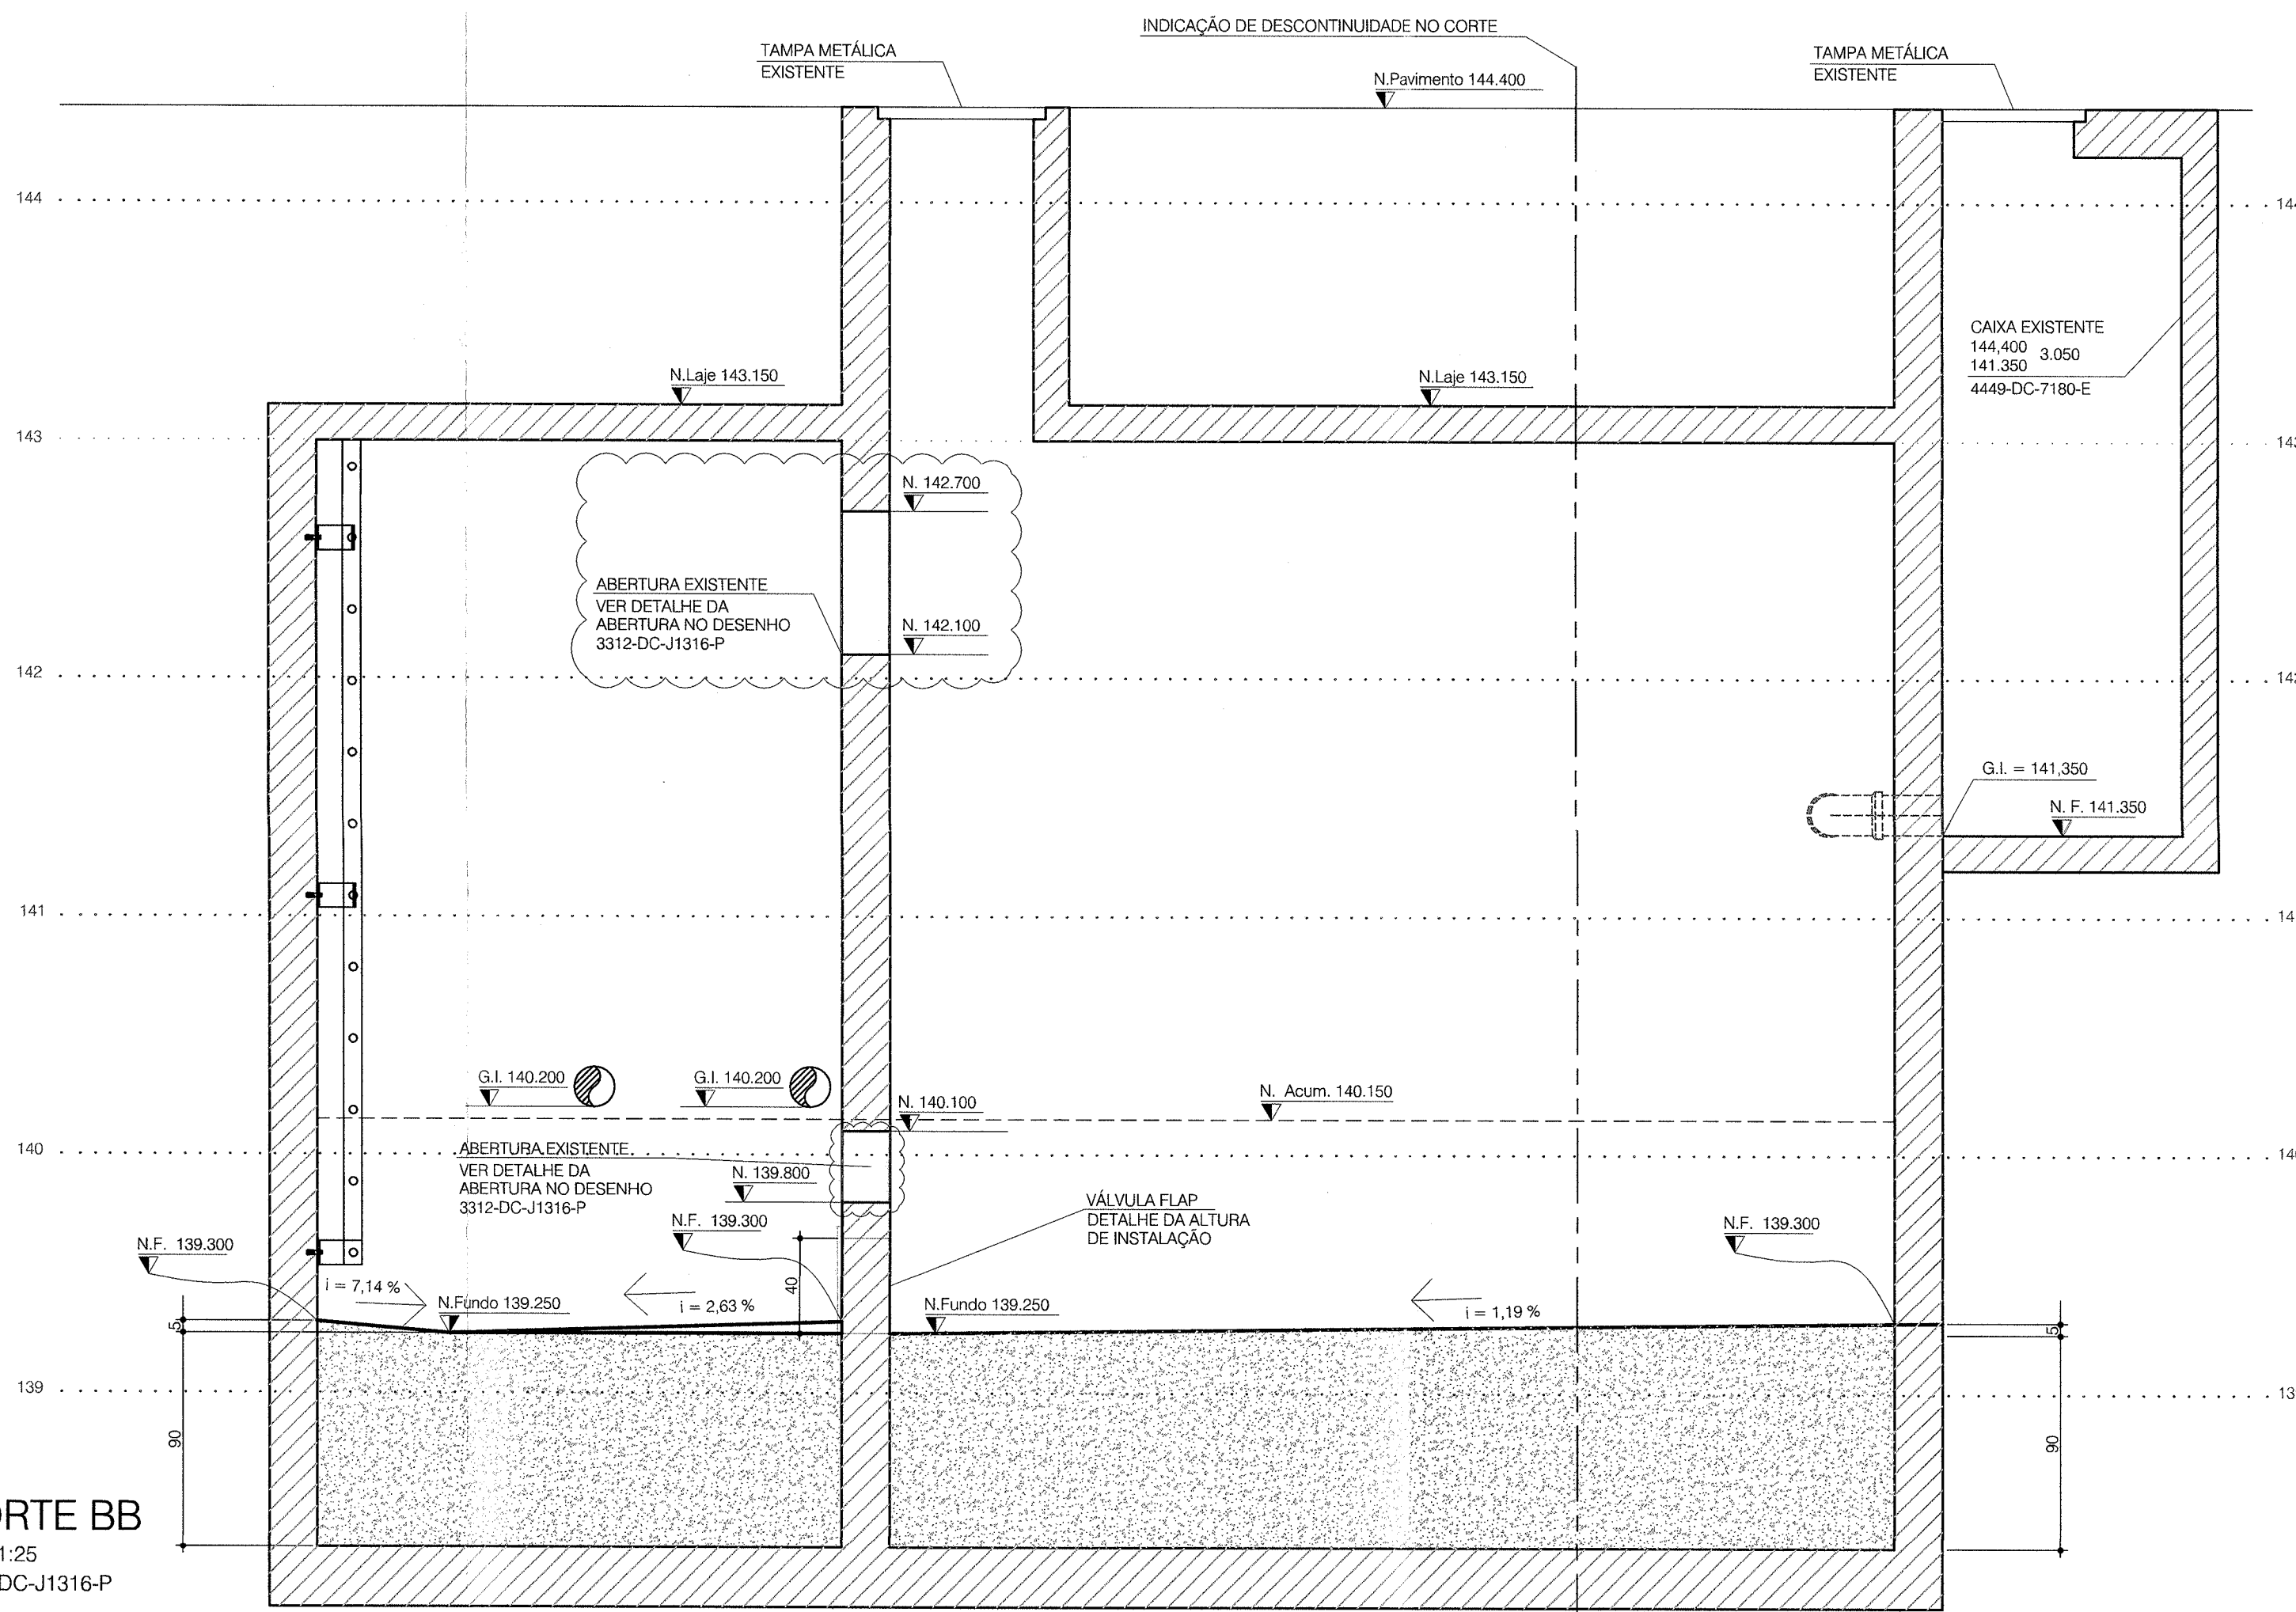 INDICAÇÃO DE DESCONTINUIDADE NO CORTE
TAMPA METÁLICA
EXISTENTE
TAMPA METÁLICA
EXISTENTE
N.Pavimento 144.400
144
144
CAIXA EXISTENTE
144,400
3.050
141.350
4449-DC-7180-E
N.Laje 143.150
N.Laje 143.150
143
N. 142.700
ABERTURA EXISTENTE
VER DETALHE DA
ABERTURA NO DESENHO
3312-DC-J1316-P
N. 142.100
142
G.I. = 141,350
N. F. 141.350
141
G.I. 140.200
G.I. 140.200
N. 140.100
N. Acum. 140.150
140
ABERTURA EXISTENTE
VER DETALHE DA
ABERTURA NO DESENHO
3312-DC-J1316-P
N. 139.800
VÁLVULA FLAP
DETALHE DA ALTURA
DE INSTALAÇÃO
N.F. 139.300
N.F. 139.300
N.F. 139.300
i = 7,14 %
40
N.Fundo 139.250
i = 2,63 %
N.Fundo 139.250
i = 1,19 %
5
5
139
90
90
ORTE BB
1:25
DC-J1316-P